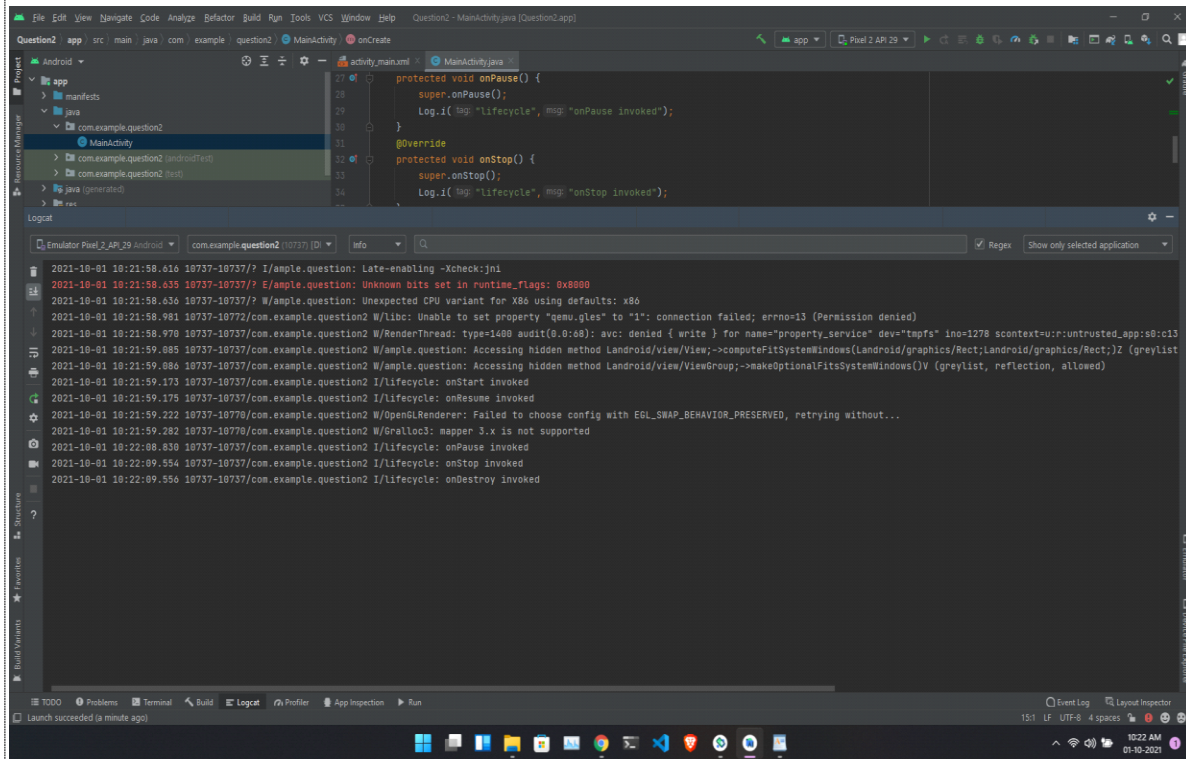 File Edit View Navigate Code Analyze Refactor Build Run Tools VCS Window Help Question2 - MainActivity.java [Question2.app]
Question2 app src main java com example question2 MainActivity onCreate app Pixel 2 API 29
Project
Android
activity_main.xml MainActivity.java
app
manifests
java
com.example.question2
MainActivity
com.example.question2 (androidTest)
com.example.question2 (test)
java (generated)
res
Resource Manager
27 protected void onPause() {
28 super.onPause();
29 Log.i( tag: "lifecycle", msg: "onPause invoked");
30 }
31 @Override
32 protected void onStop() {
33 super.onStop();
34 Log.i( tag: "lifecycle", msg: "onStop invoked");
Logcat
Emulator Pixel_2_API_29 Android com.example.question2 (10737) [DI Info Regex Show only selected application
2021-10-01 10:21:58.616 10737-10737/? I/ample.question: Late-enabling -Xcheck:jni
2021-10-01 10:21:58.635 10737-10737/? E/ample.question: Unknown bits set in runtime_flags: 0x8000
2021-10-01 10:21:58.636 10737-10737/? W/ample.question: Unexpected CPU variant for X86 using defaults: x86
2021-10-01 10:21:58.981 10737-10772/com.example.question2 W/libc: Unable to set property "qemu.gles" to "1": connection failed; errno=13 (Permission denied)
2021-10-01 10:21:58.970 10737-10737/com.example.question2 W/RenderThread: type=1400 audit(0.0:68): avc: denied { write } for name="property_service" dev="tmpfs" ino=1278 scontext=u:r:untrusted_app:s0:c13
2021-10-01 10:21:59.085 10737-10737/com.example.question2 W/ample.question: Accessing hidden method Landroid/view/View;->computeFitSystemWindows(Landroid/graphics/Rect;Landroid/graphics/Rect;)Z (greylist
2021-10-01 10:21:59.086 10737-10737/com.example.question2 W/ample.question: Accessing hidden method Landroid/view/ViewGroup;->makeOptionalFitsSystemWindows()V (greylist, reflection, allowed)
2021-10-01 10:21:59.173 10737-10737/com.example.question2 I/lifecycle: onStart invoked
2021-10-01 10:21:59.175 10737-10737/com.example.question2 I/lifecycle: onResume invoked
2021-10-01 10:21:59.222 10737-10770/com.example.question2 W/OpenGLRenderer: Failed to choose config with EGL_SWAP_BEHAVIOR_PRESERVED, retrying without...
2021-10-01 10:21:59.282 10737-10770/com.example.question2 W/Gralloc3: mapper 3.x is not supported
2021-10-01 10:22:08.830 10737-10737/com.example.question2 I/lifecycle: onPause invoked
2021-10-01 10:22:09.554 10737-10737/com.example.question2 I/lifecycle: onStop invoked
2021-10-01 10:22:09.556 10737-10737/com.example.question2 I/lifecycle: onDestroy invoked
Structure
Favorites
Build Variants
TODO Problems Terminal Build Logcat Profiler App Inspection Run Event Log Layout Inspector
Launch succeeded (a minute ago) 15:1 LF UTF-8 4 spaces
10:22 AM
01-10-2021